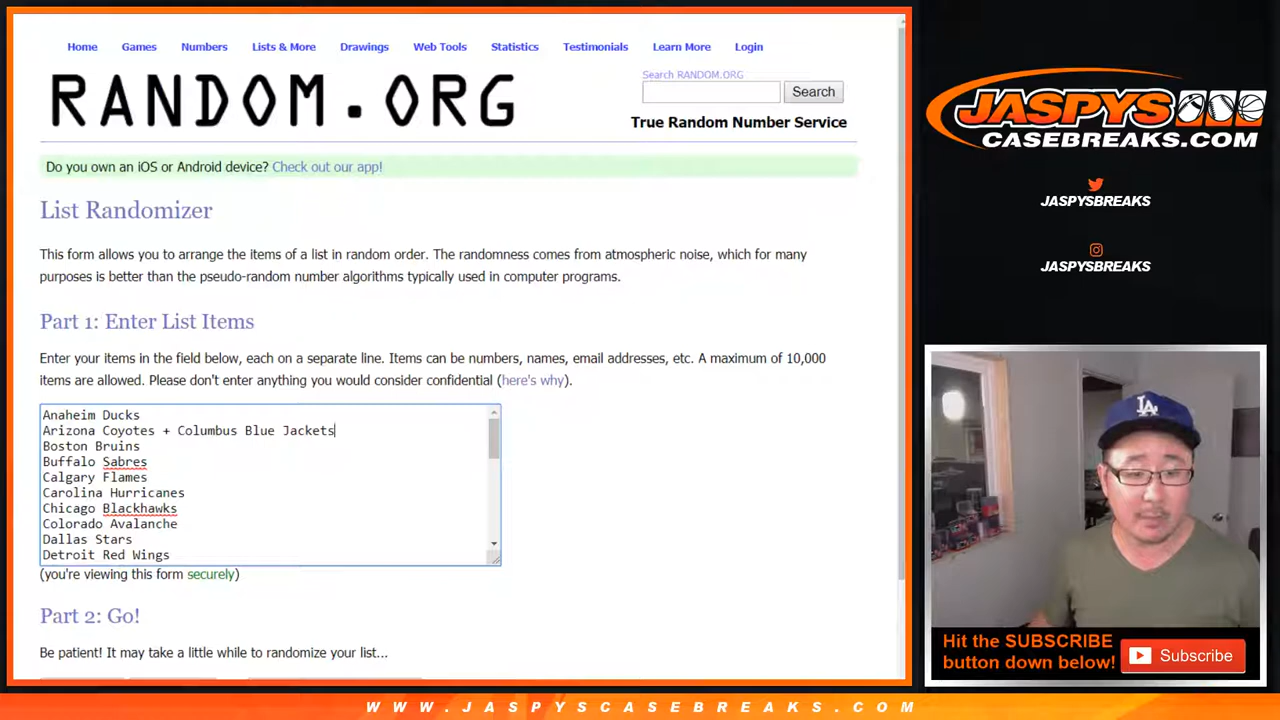 Home Games Numbers Lists & More Drawings Web Tools Statistics Testimonials Learn More Login
RANDOM.ORG
Search RANDOM.ORG
Search
True Random Number Service
Do you own an iOS or Android device? Check out our app!
List Randomizer
This form allows you to arrange the items of a list in random order. The randomness comes from atmospheric noise, which for many
purposes is better than the pseudo-random number algorithms typically used in computer programs.
Part 1: Enter List Items
Enter your items in the field below, each on a separate line. Items can be numbers, names, email addresses, etc. A maximum of 10,000
items are allowed. Please don't enter anything you would consider confidential (here's why).
Anaheim Ducks
Arizona Coyotes + Columbus Blue Jackets
Boston Bruins
Buffalo Sabres
Calgary Flames
Carolina Hurricanes
Chicago Blackhawks
Colorado Avalanche
Dallas Stars
Detroit Red Wings
(you're viewing this form securely)
Part 2: Go!
Be patient! It may take a little while to randomize your list...
JASPYS
CASEBREAKS.COM
JASPYSBREAKS
JASPYSBREAKS
LA
Hit the SUBSCRIBE
button down below!
Subscribe
WWW.JASPYSCASEBREAKS.COM